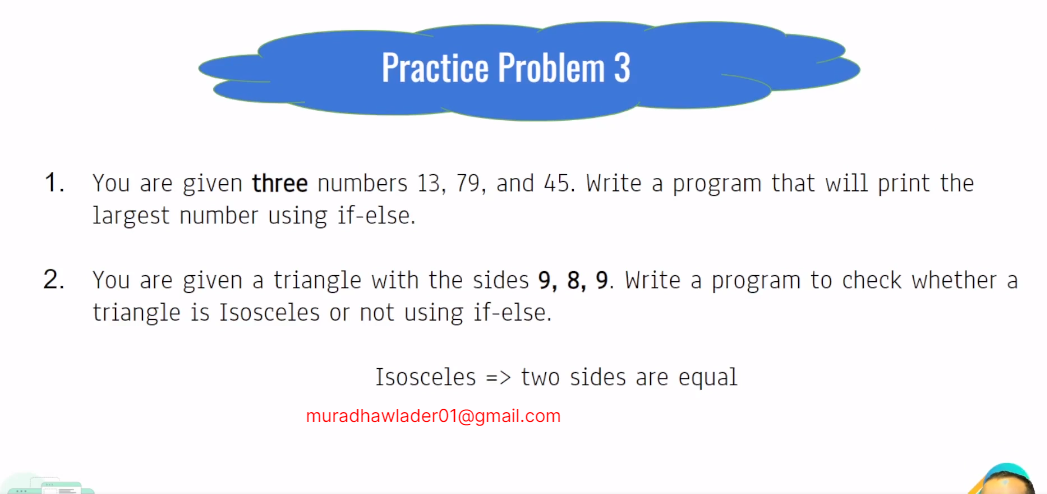 Practice Problem 3
1. You are given three numbers 13, 79, and 45. Write a program that will print the
largest number using if-else.
2. You are given a triangle with the sides 9, 8, 9. Write a program to check whether a
triangle is Isosceles or not using if-else.
Isosceles => two sides are equal
muradhawlader01@gmail.com